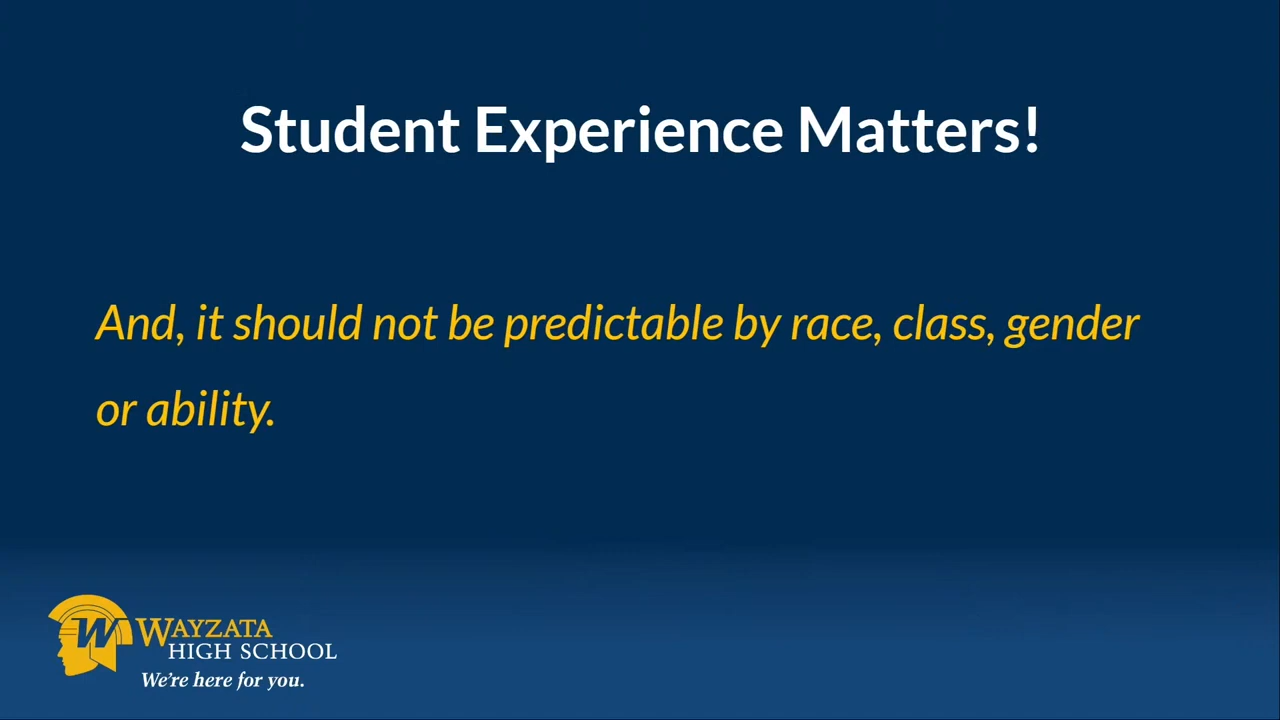 Student Experience Matters!
And, it should not be predictable by race, class, gender
or ability.
W WAYZATA
HIGH SCHOOL
We're here for you.